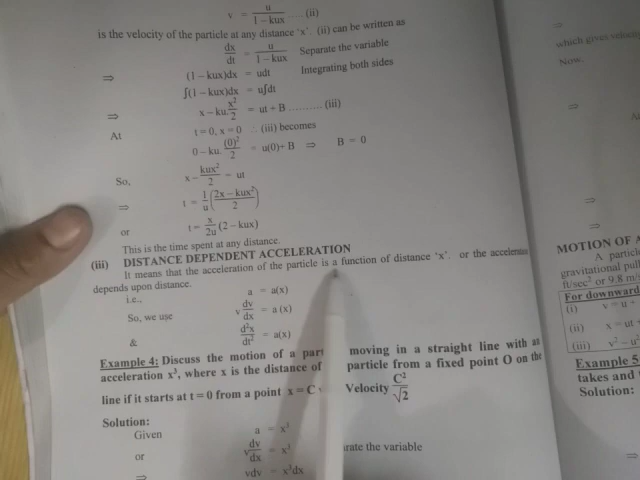 v = u / 1 – kux ..... (ii)
is the velocity of the particle at any distance 'x'. (ii) can be written as
dx/dt = u / 1 – kux Separate the variable
⇒ (1 – kux)dx = udt Integrating both sides
∫(1 – kux)dx = u∫dt
⇒ x – ku. x²/2 = ut + B .......... (iii)
At t = 0, x = 0 ∴ (iii) becomes
0 – ku. (0)²/2 = u(0)+ B ⇒ B = 0
So, x – kux²/2 = ut
⇒ t = 1/u (2x – kux² / 2)
or t = x/2u (2 – kux)
This is the time spent at any distance.
(iii) DISTANCE DEPENDENT ACCELERATION
It means that the acceleration of the particle is a function of distance 'x'. or the acceleration
depends upon distance.
i.e., a = a(x)
So, we use v dv/dx = a (x)
& d²x/dt² = a(x)
Example 4: Discuss the motion of a moving in a straight line with as
acceleration x³, where x is the distance of particle from a fixed point O on the
line if it starts at t = 0 from a point x = C Velocity C²/√2
Solution:
Given a = x³
or v dv/dx = x³ the variable
⇒ vdv = x³dx
⇒
which gives
Now,
⇒
⇒
⇒
MOTION OF
A
gravitational pull
ft/sec² or 9.8
For downward
(i) v = u +
(ii) x = ut +
(iii) v² – u²
Example 5
takes and
Solution:
⇒